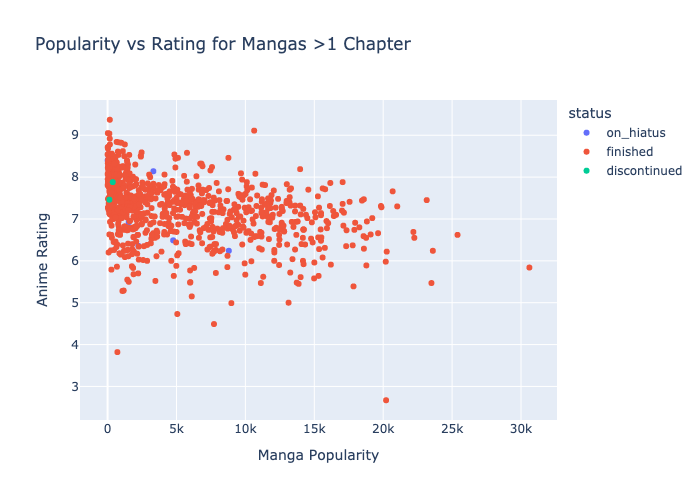 Popularity vs Rating for Mangas >1 Chapter
status
on_hiatus
finished
discontinued
9
8
7
6
5
4
3
Anime Rating
0 5k 10k 15k 20k 25k 30k
Manga Popularity